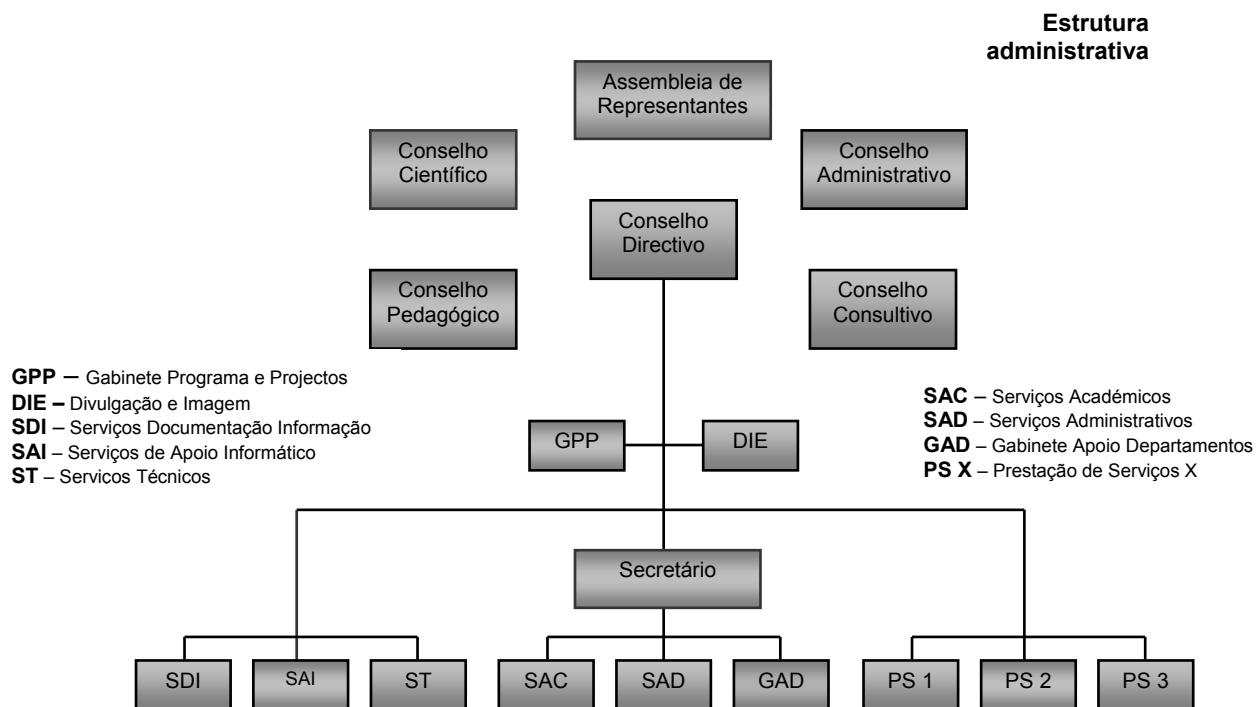 Estrutura
administrativa
Assembleia de
Representantes
Conselho
Científico
Conselho
Administrativo
Conselho
Directivo
Conselho
Pedagógico
Conselho
Consultivo
GPP – Gabinete Programa e Projectos
DIE – Divulgação e Imagem
SDI – Serviços Documentação Informação
SAI – Serviços de Apoio Informático
ST – Servicos Técnicos
SAC – Serviços Académicos
SAD – Serviços Administrativos
GAD – Gabinete Apoio Departamentos
PS X – Prestação de Serviços X
GPP
DIE
Secretário
SDI
SAI
ST
SAC
SAD
GAD
PS 1
PS 2
PS 3